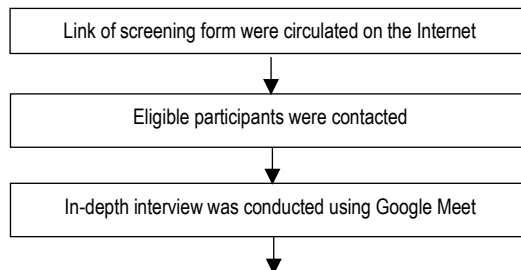 Link of screening form were circulated on the Internet
Eligible participants were contacted
In-depth interview was conducted using Google Meet